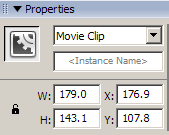 Properties
Movie Clip
<Instance Name>
W: 179.0 X: 176.9
H: 143.1 Y: 107.8